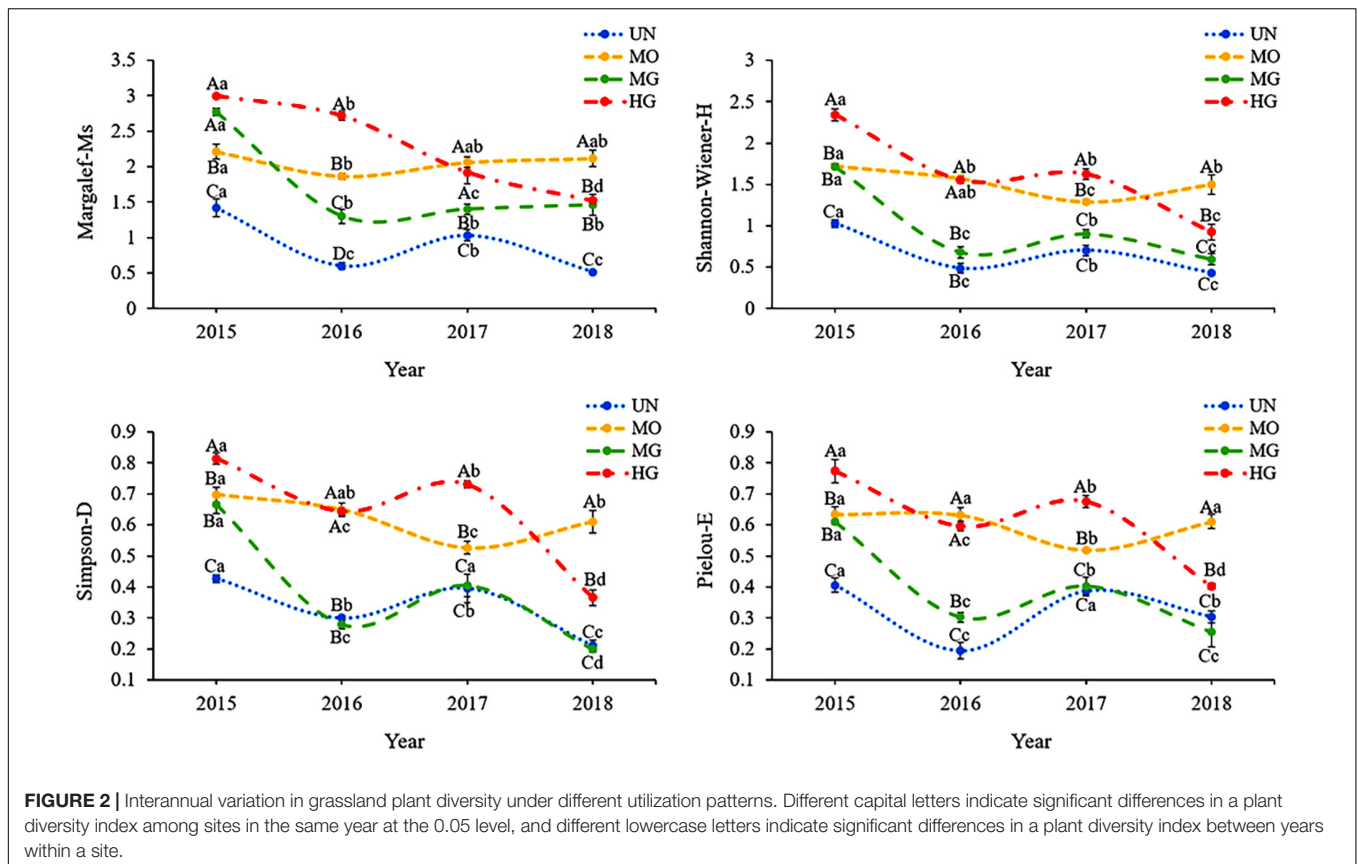 UN
MO
MG
HG
Margalef-Ms
3.5
3
2.5
2
1.5
1
0.5
0
Aa
Aa
Ba
Ca
Ab
Bb
Cb
Dc
Aab
Ac
Bb
Cb
Aab
Bd
Bb
Cc
2015 2016 2017 2018
Year
UN
MO
MG
HG
Shannon-Wiener-H
3
2.5
2
1.5
1
0.5
0
Aa
Ba
Ba
Ca
Ab
Aab
Bc
Bc
Ab
Bc
Cb
Cb
Ab
Bc
Cc
Cc
2015 2016 2017 2018
Year
UN
MO
MG
HG
Simpson-D
0.9
0.8
0.7
0.6
0.5
0.4
0.3
0.2
0.1
Aa
Ba
Ba
Ca
Aab
Ac
Bb
Bc
Ab
Bc
Ca
Cb
Ab
Bd
Cc
Cd
2015 2016 2017 2018
Year
UN
MO
MG
HG
Pielou-E
0.9
0.8
0.7
0.6
0.5
0.4
0.3
0.2
0.1
Aa
Ba
Ba
Ca
Aa
Ac
Bc
Cc
Ab
Bb
Cb
Ca
Aa
Bd
Cb
Cc
2015 2016 2017 2018
Year
FIGURE 2 | Interannual variation in grassland plant diversity under different utilization patterns. Different capital letters indicate significant differences in a plant
diversity index among sites in the same year at the 0.05 level, and different lowercase letters indicate significant differences in a plant diversity index between years
within a site.